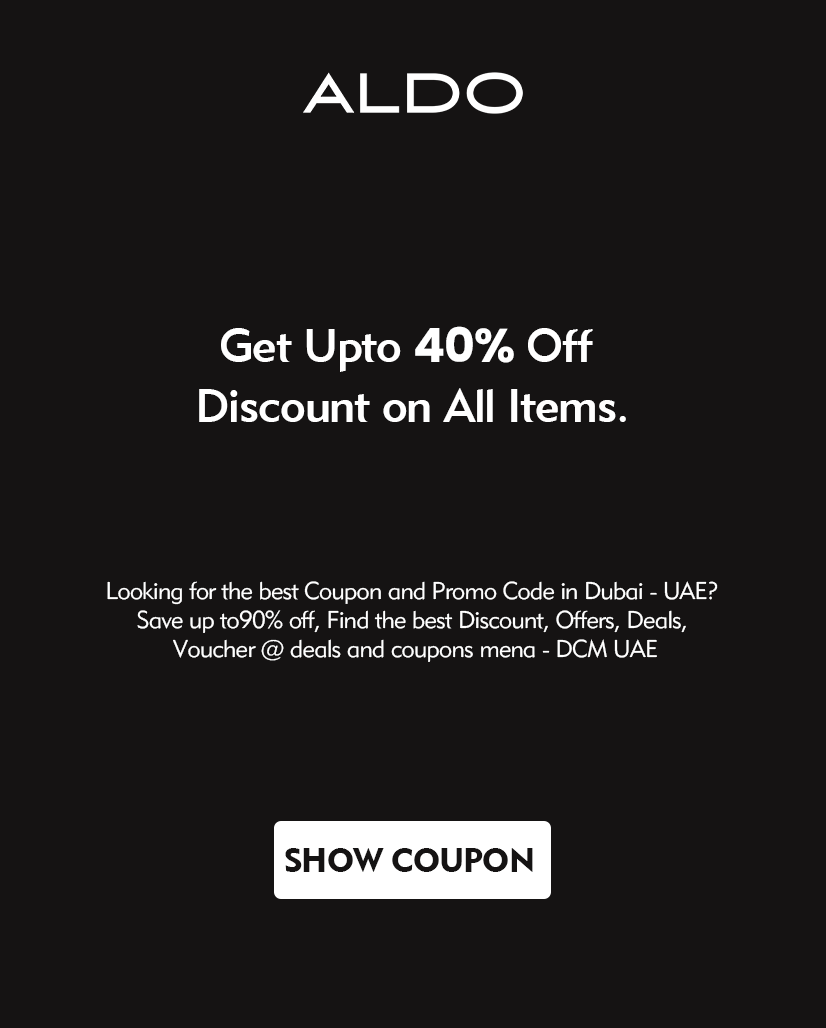 ALDO
Get Upto 40% Off
Discount on All Items.
Looking for the best Coupon and Promo Code in Dubai - UAE?
Save up to90% off, Find the best Discount, Offers, Deals,
Voucher @ deals and coupons mena - DCM UAE
SHOW COUPON